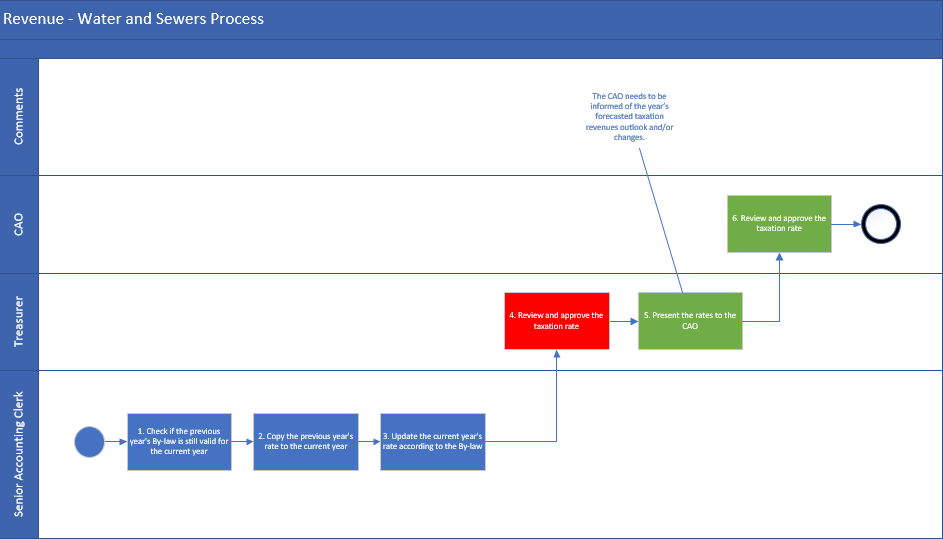 Revenue - Water and Sewers Process
Comments
The CAO needs to be
informed of the year's
forecasted taxation
revenues outlook and/or
changes.
CAO
6. Review and approve the
taxation rate
Treasurer
4. Review and approve the
taxation rate
5. Present the rates to the
CAO
Senior Accounting Clerk
1. Check if the previous
year's By-law is still valid for
the current year
2. Copy the previous year's
rate to the current year
3. Update the current year's
rate according to the By-law